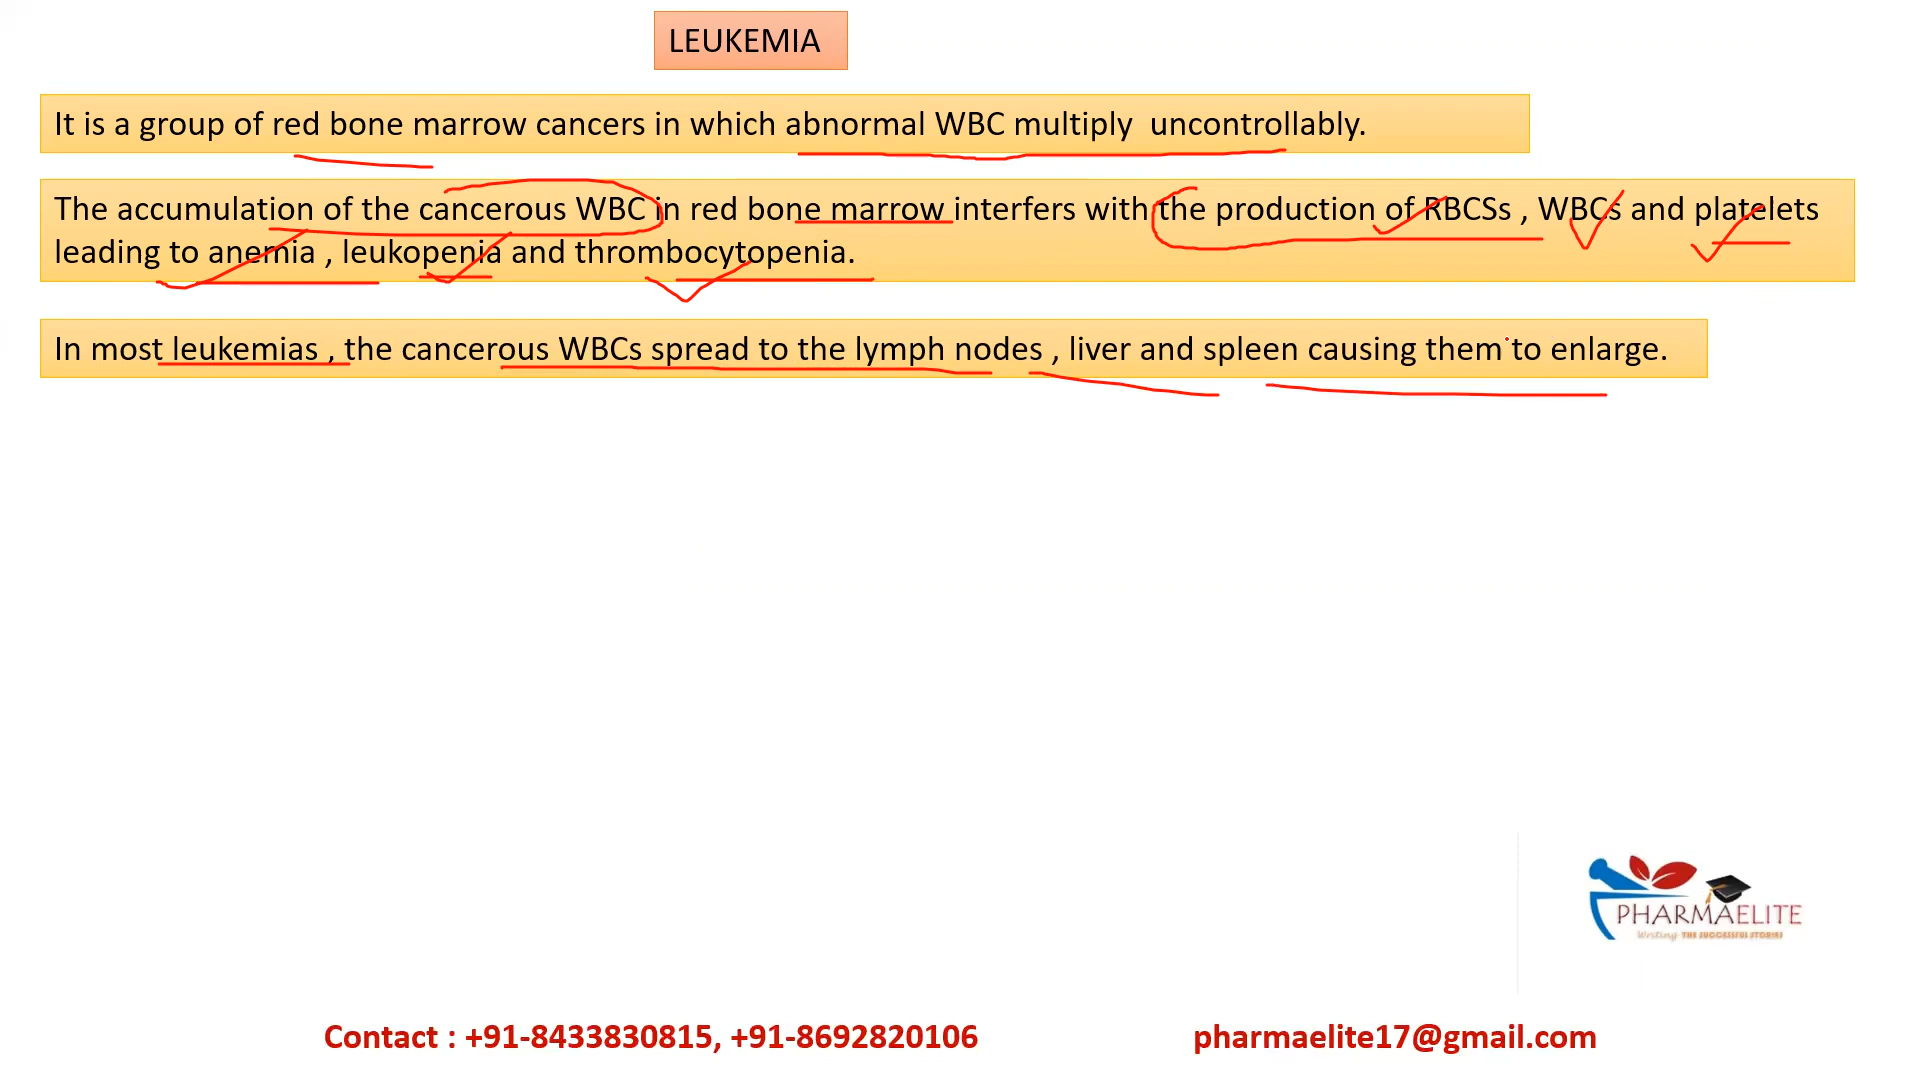 LEUKEMIA
It is a group of red bone marrow cancers in which abnormal WBC multiply uncontrollably.
The accumulation of the cancerous WBC in red bone marrow interfers with the production of RBCSs , WBCs and platelets
leading to anemia , leukopenia and thrombocytopenia.
In most leukemias , the cancerous WBCs spread to the lymph nodes , liver and spleen causing them to enlarge.
PHARMAELITE
Writing THE SUCCESSFUL STORIES
Contact : +91-8433830815, +91-8692820106 pharmaelite17@gmail.com